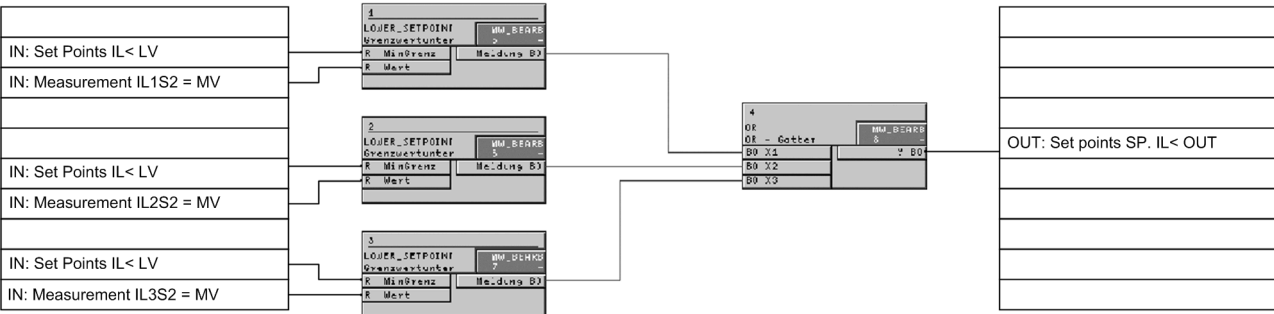 IN: Set Points IL< LV
IN: Measurement IL1S2 = MV
IN: Set Points IL< LV
IN: Measurement IL2S2 = MV
IN: Set Points IL< LV
IN: Measurement IL3S2 = MV
1
LOWER_SETPOINT
MW_BEARB
Grenzwertunter
5 -
R MinGrenz
Meldung BO
R Wert
2
LOWER_SETPOINT
MW_BEARB
Grenzwertunter
R MinGrenz
Meldung BO
R Wert
3
LOWER_SETPOINT
MW_BEARB
Grenzwertunter
7 -
R MinGrenz
Meldung BO
R Wert
4
OR
MW_BEARB
OR - Gatter
8 -
BO X1
Y BO
BO X2
BO X3
OUT: Set points SP. IL< OUT